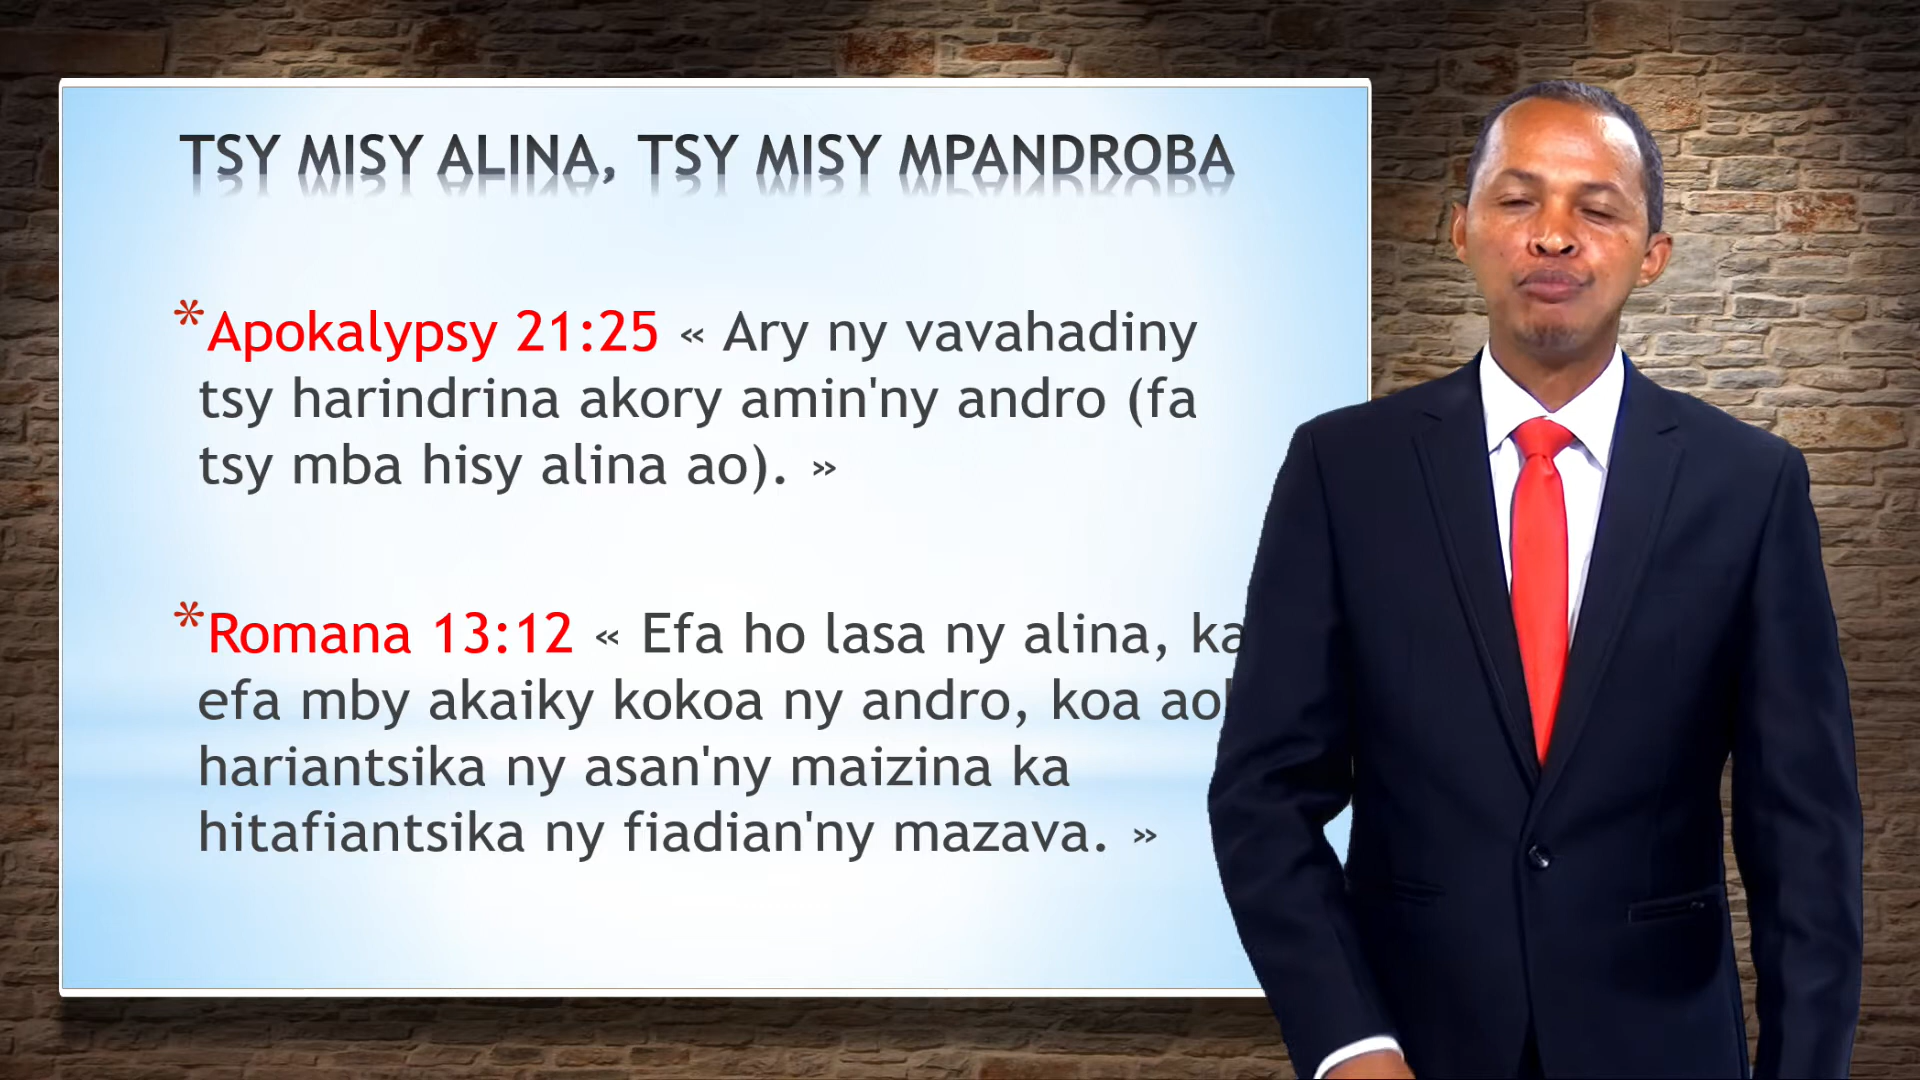 TSY MISY ALINA, TSY MISY MPANDROBA
*Apokalypsy 21:25 « Ary ny vavahadiny
tsy harindrina akory amin'ny andro (fa
tsy mba hisy alina ao). »
*Romana 13:12 « Efa ho lasa ny alina, ka
efa mby akaiky kokoa ny andro, koa
hariantsika ny asan'ny maizina ka
hitafiantsika ny fiadian'ny mazava. »